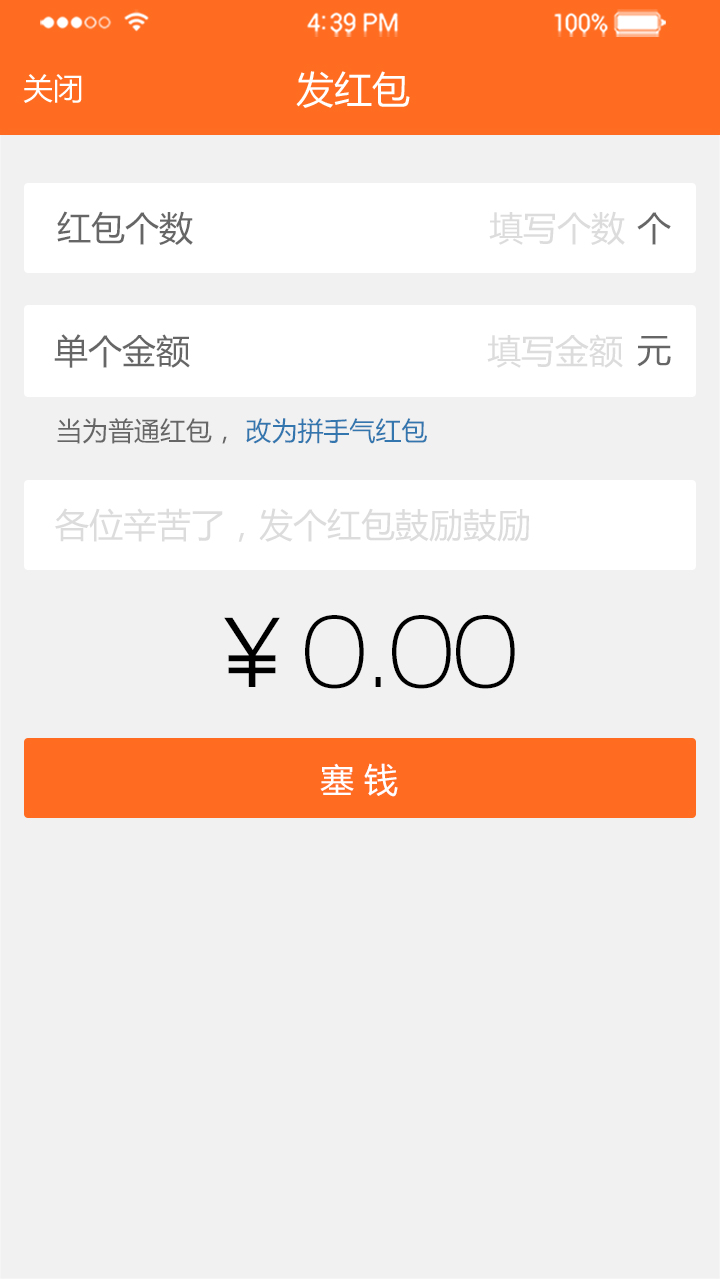 4:39 PM 100%
关闭 发红包
红包个数 填写个数 个
单个金额 填写金额 元
当为普通红包，改为拼手气红包
各位辛苦了，发个红包鼓励鼓励
¥ 0.00
塞 钱